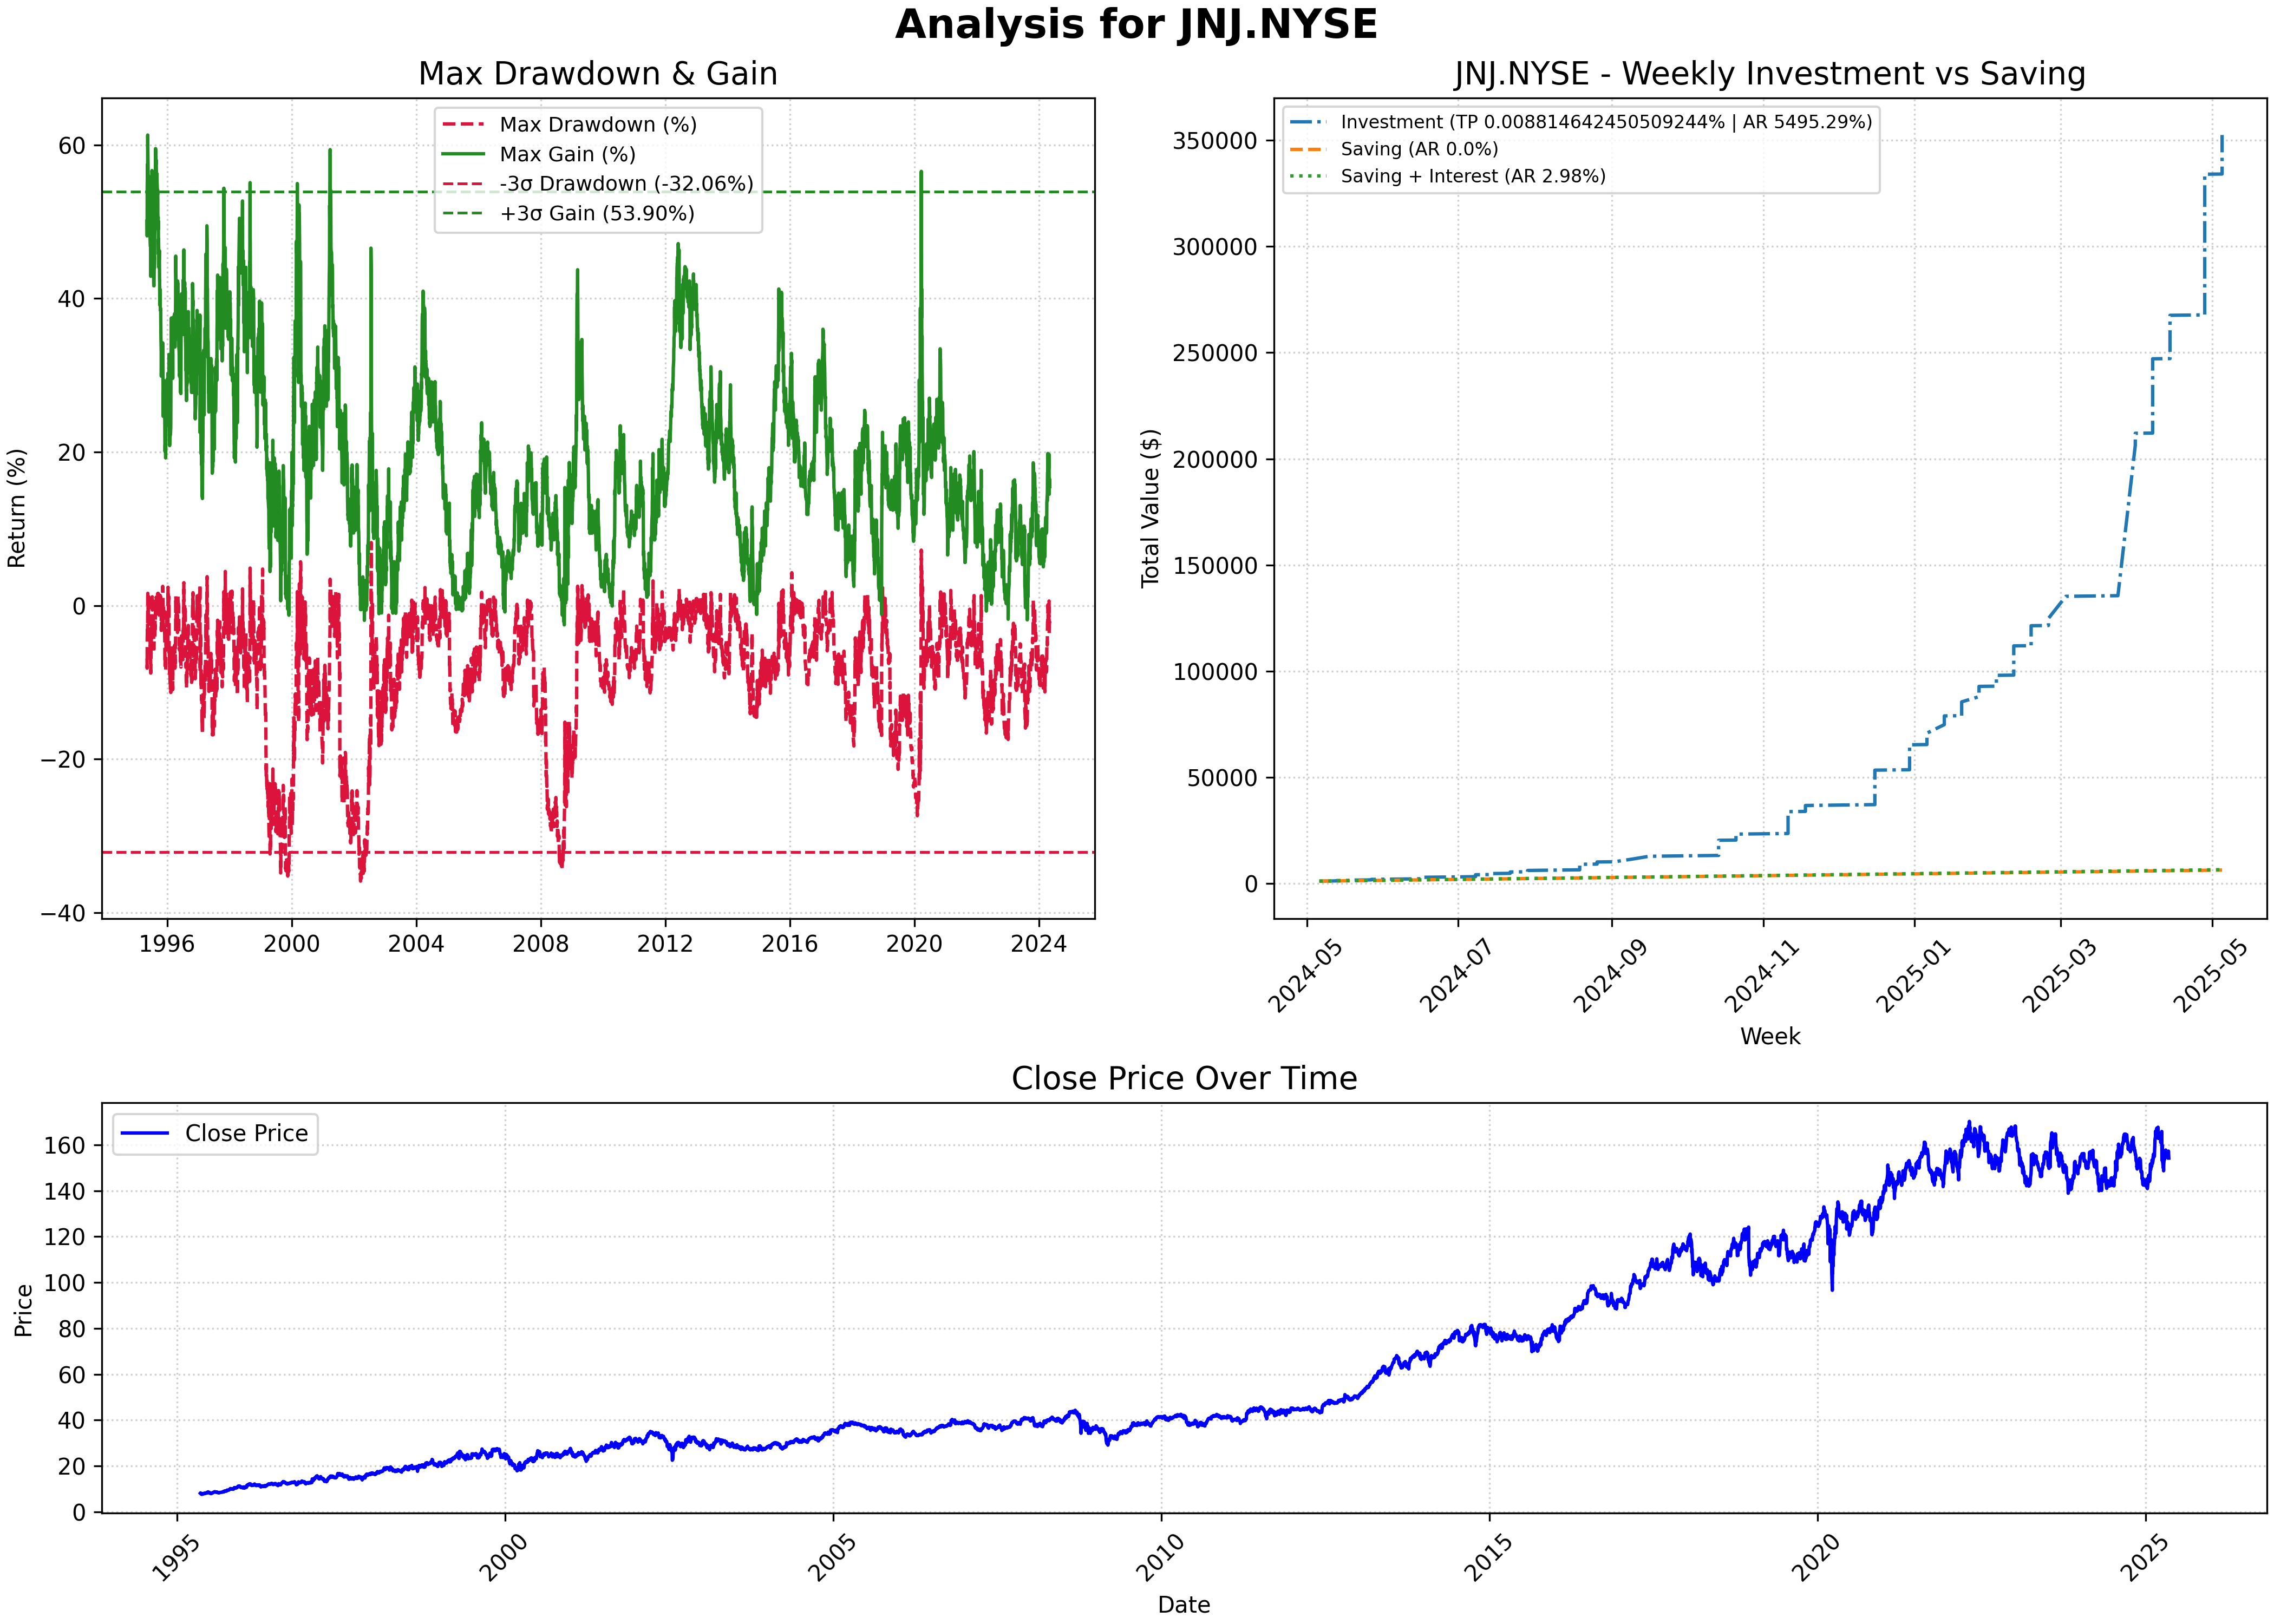 Analysis for JNJ.NYSE
Max Drawdown & Gain
Max Drawdown (%)
Max Gain (%)
-3σ Drawdown (-32.06%)
+3σ Gain (53.90%)
Return (%)
60
40
20
0
−20
−40
1996
2000
2004
2008
2012
2016
2020
2024
JNJ.NYSE - Weekly Investment vs Saving
Investment (TP 0.008814642450509244% | AR 5495.29%)
Saving (AR 0.0%)
Saving + Interest (AR 2.98%)
Total Value ($)
350000
300000
250000
200000
150000
100000
50000
0
2024-05
2024-07
2024-09
2024-11
2025-01
2025-03
2025-05
Week
Close Price Over Time
Close Price
Price
160
140
120
100
80
60
40
20
0
1995
2000
2005
2010
2015
2020
2025
Date